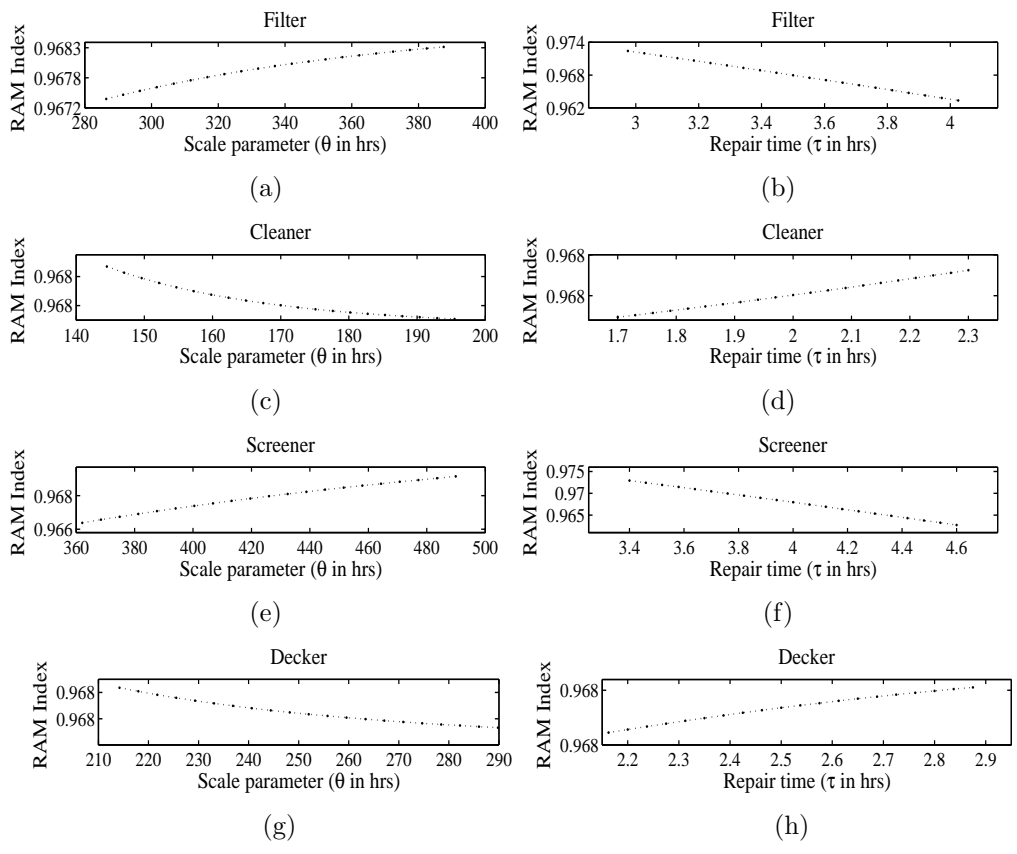 Filter
RAM Index
0.9683
0.9678
0.9672
280 300 320 340 360 380 400
Scale parameter (θ in hrs)
(a)
Filter
RAM Index
0.974
0.968
0.962
3 3.2 3.4 3.6 3.8 4
Repair time (τ in hrs)
(b)
Cleaner
RAM Index
0.968
0.968
140 150 160 170 180 190 200
Scale parameter (θ in hrs)
(c)
Cleaner
RAM Index
0.968
0.968
1.7 1.8 1.9 2 2.1 2.2 2.3
Repair time (τ in hrs)
(d)
Screener
RAM Index
0.968
0.966
360 380 400 420 440 460 480 500
Scale parameter (θ in hrs)
(e)
Screener
RAM Index
0.975
0.97
0.965
3.4 3.6 3.8 4 4.2 4.4 4.6
Repair time (τ in hrs)
(f)
Decker
RAM Index
0.968
0.968
210 220 230 240 250 260 270 280 290
Scale parameter (θ in hrs)
(g)
Decker
RAM Index
0.968
0.968
2.2 2.3 2.4 2.5 2.6 2.7 2.8 2.9
Repair time (τ in hrs)
(h)